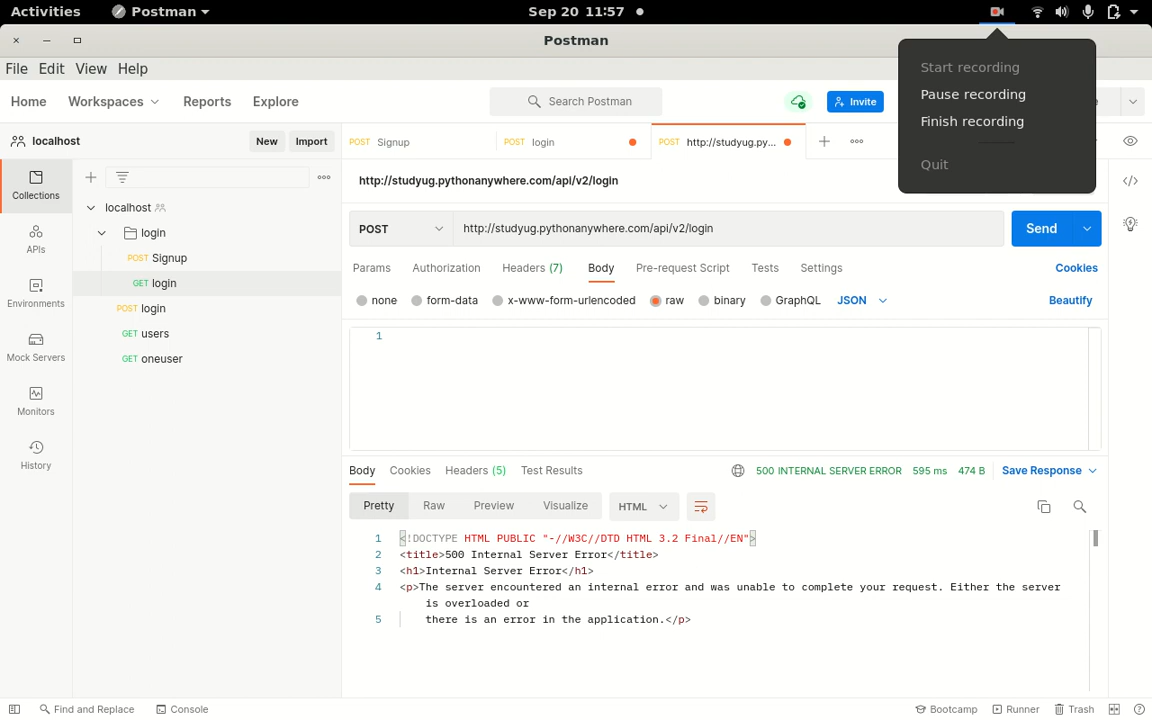 Activities
Postman
Sep 20 11:57
Postman
Start recording
Pause recording
Finish recording
Quit
File Edit View Help
Home
Workspaces
Reports
Explore
Search Postman
Invite
localhost
New
Import
POST Signup
POST login
POST http://studyug.py...
http://studyug.pythonanywhere.com/api/v2/login
Collections
APIs
Environments
Mock Servers
Monitors
History
localhost
login
POST Signup
GET login
POST login
GET users
GET oneuser
POST
http://studyug.pythonanywhere.com/api/v2/login
Send
Params
Authorization
Headers (7)
Body
Pre-request Script
Tests
Settings
Cookies
none
form-data
x-www-form-urlencoded
raw
binary
GraphQL
JSON
Beautify
1
Body
Cookies
Headers (5)
Test Results
500 INTERNAL SERVER ERROR
595 ms
474 B
Save Response
Pretty
Raw
Preview
Visualize
HTML
1 <!DOCTYPE HTML PUBLIC "-//W3C//DTD HTML 3.2 Final//EN">
2 <title>500 Internal Server Error</title>
3 <h1>Internal Server Error</h1>
4 <p>The server encountered an internal error and was unable to complete your request. Either the server
is overloaded or
5 there is an error in the application.</p>
Find and Replace
Console
Bootcamp
Runner
Trash